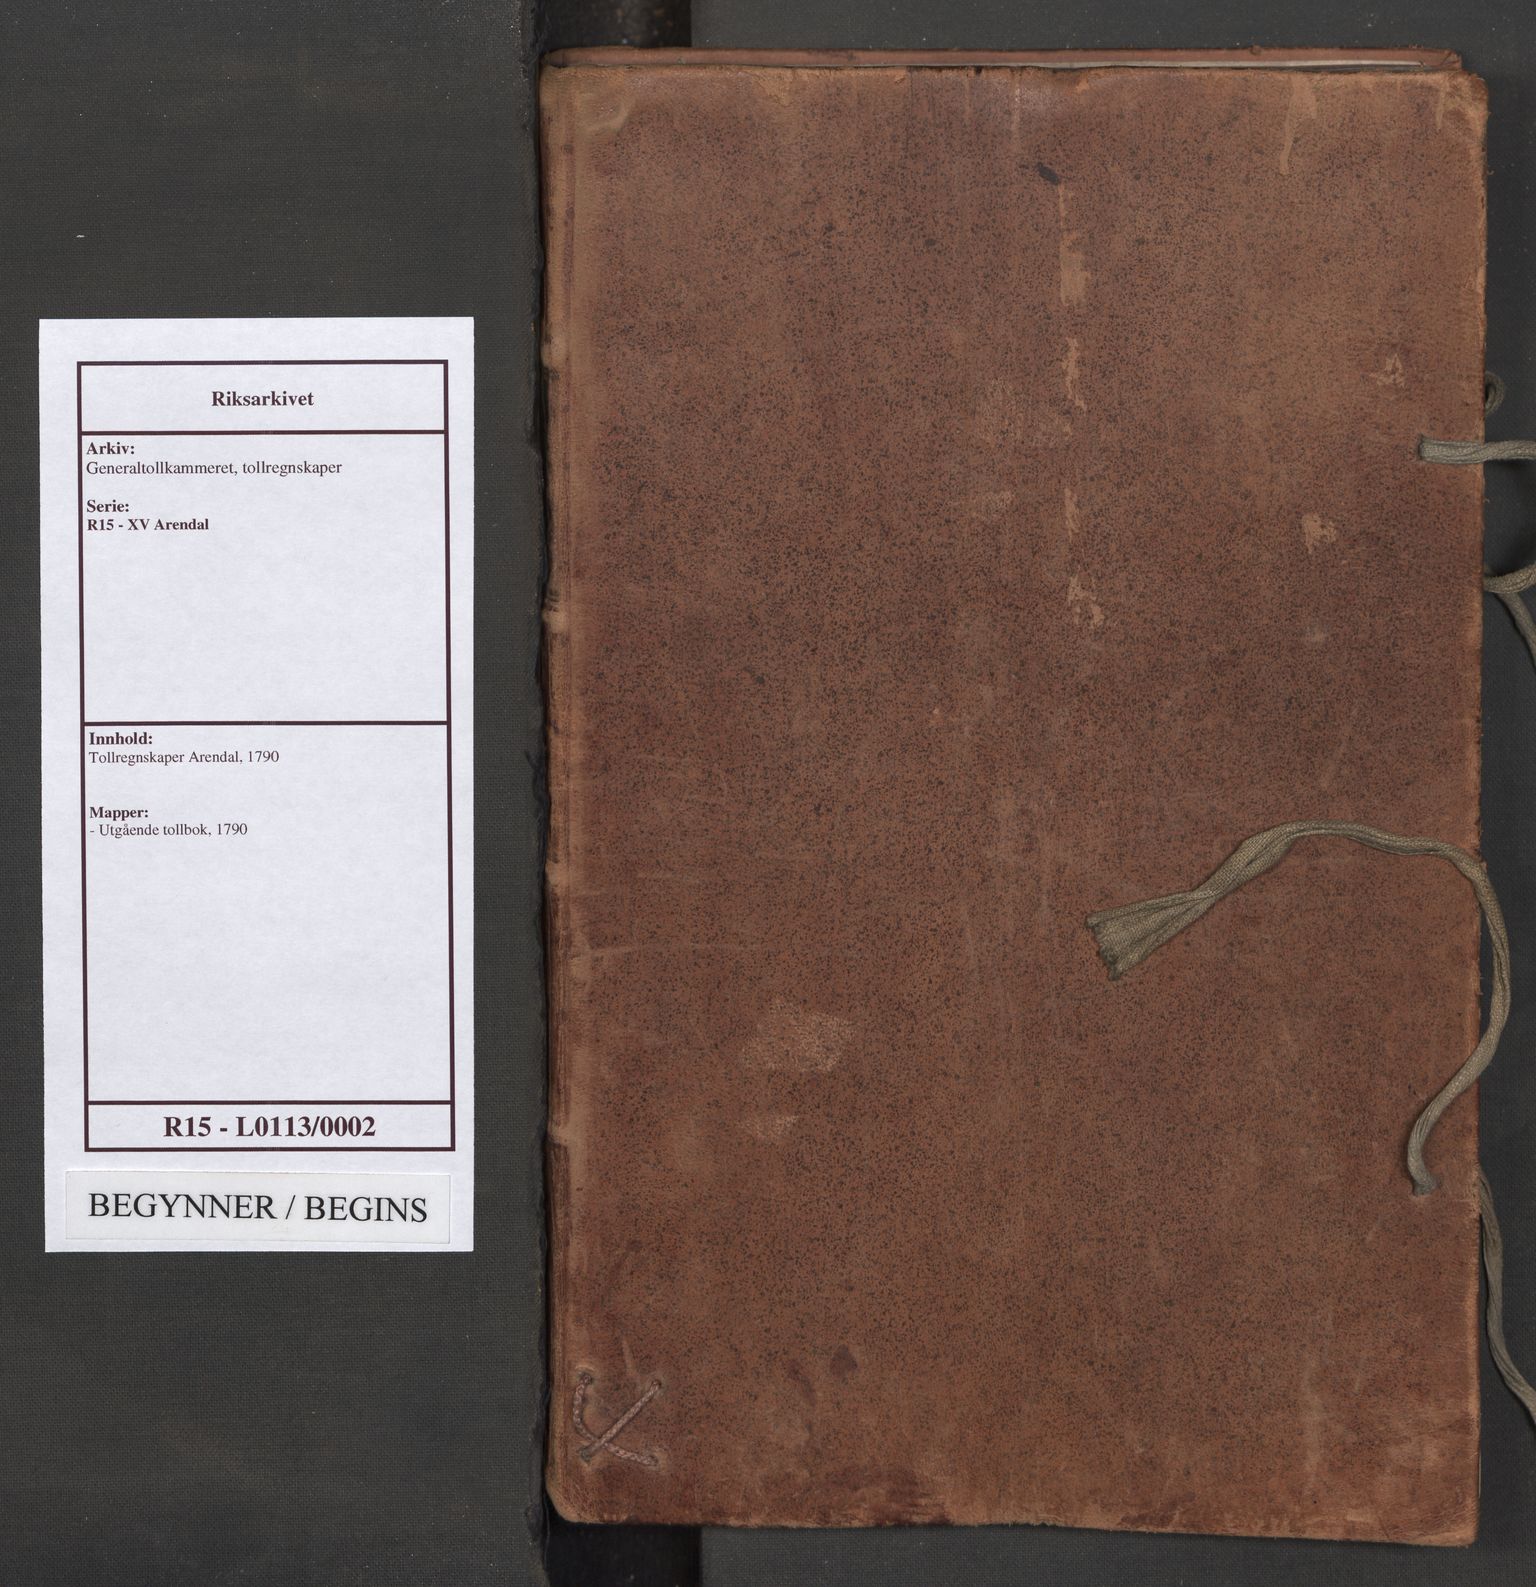 Riksarkivet
Arkiv:
Generaltollkammeret, tollregnskaper
Serie:
R15 - XV Arendal
Innhold:
Tollregnskaper Arendal, 1790
Mapper:
- Utgående tollbok, 1790
R15 - L0113/0002
BEGYNNER / BEGINS